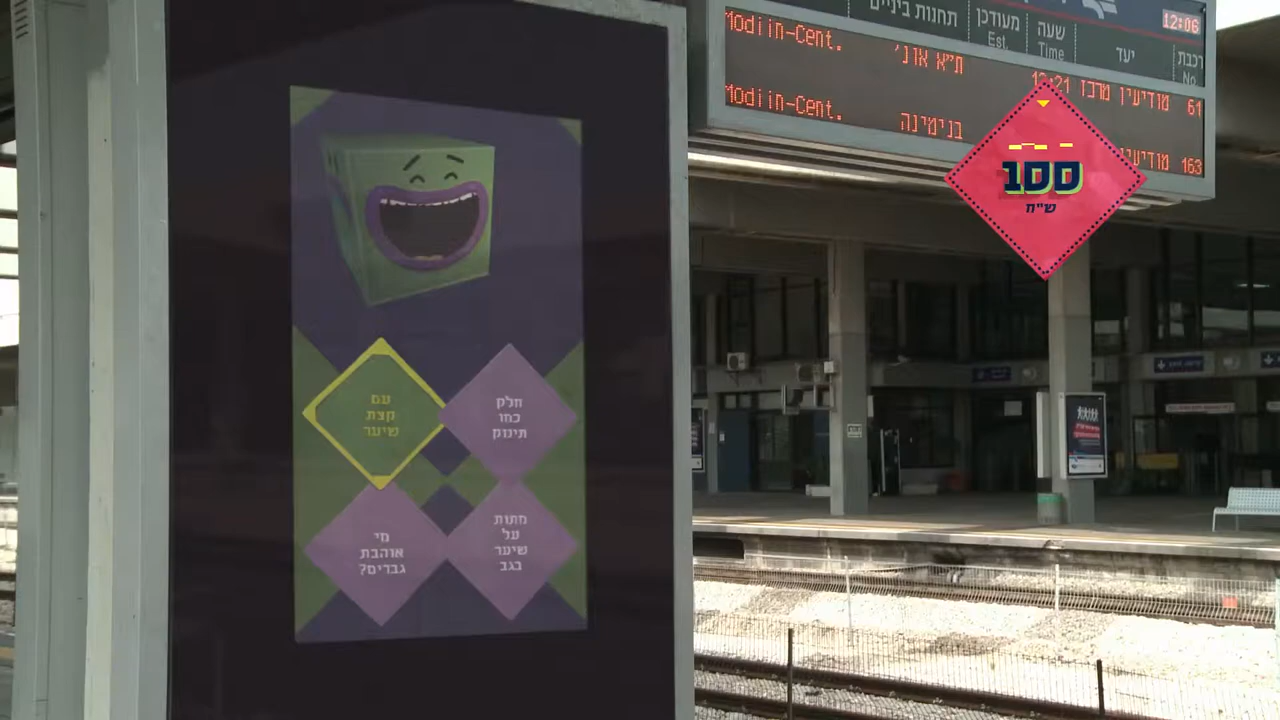 עם
קצת
שיער
חלק
כמו
תינוק
מי
אוהבת
גברים?
מתות
על
שיער
בגב
12:06
רכבת
No.
יעד
שעה
Time
מעודכן
Est.
תחנות ביניים
61 מודיעין מרכז 12:21
ת״א אונ׳
Modiin-Cent.
163 מודיעין
בנימינה
Modiin-Cent.
100
ש״ח